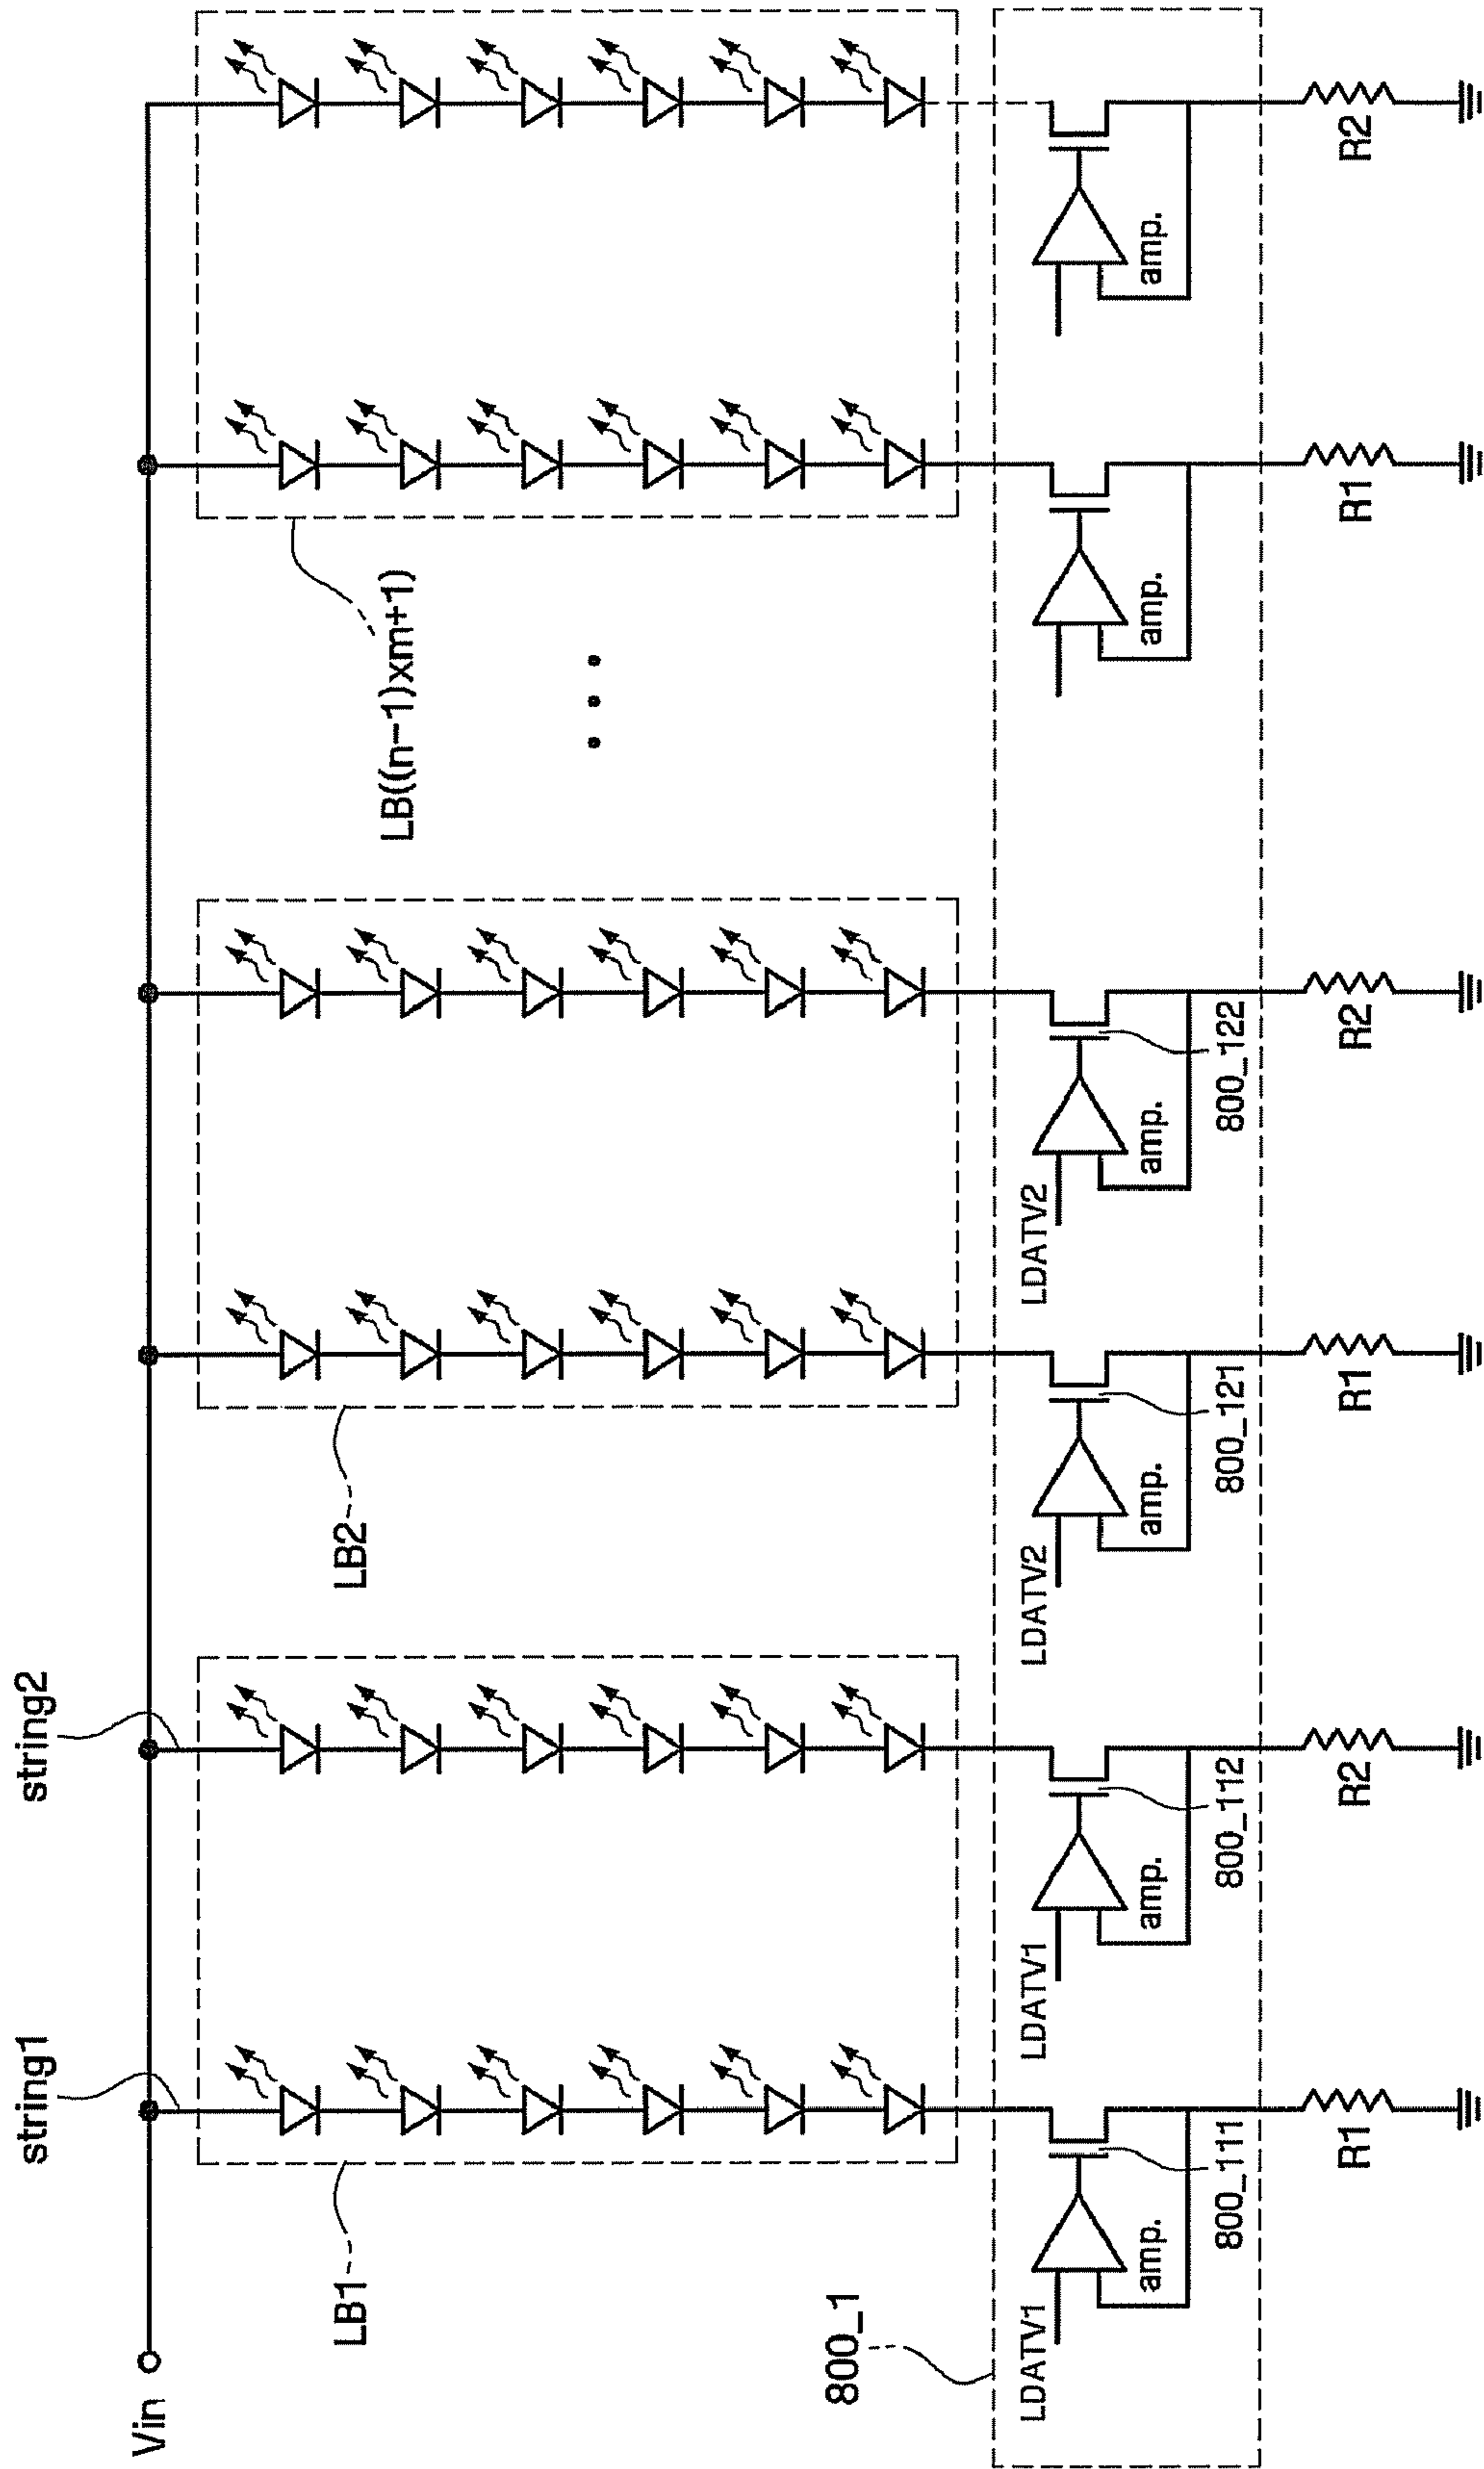 string1
string2
Vin
LB1
LB2
LB((n-1)xm+1)
800_1
LDATV1
LDATV1
LDATV2
LDATV2
amp.
amp.
amp.
amp.
amp.
amp.
800_111
800_112
800_121
800_122
R1
R2
R1
R2
R1
R2